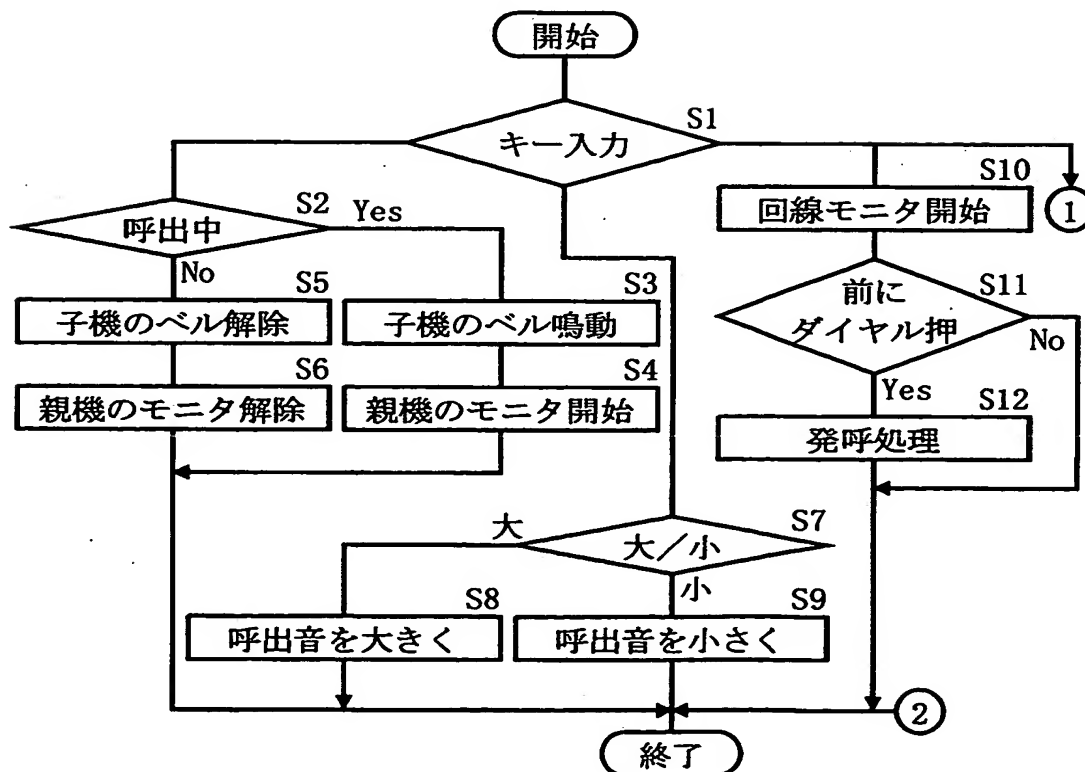 開始
S1
キー入力
S10
S2
Yes
呼出中
回線モニタ開始
1
No
S5
S3
S11
前に
ダイヤル押
子機のベル解除
子機のベル鳴動
No
S6
S4
Yes
S12
親機のモニタ解除
親機のモニタ開始
発呼処理
大
S7
大/小
小
S8
S9
呼出音を大きく
呼出音を小さく
2
終了